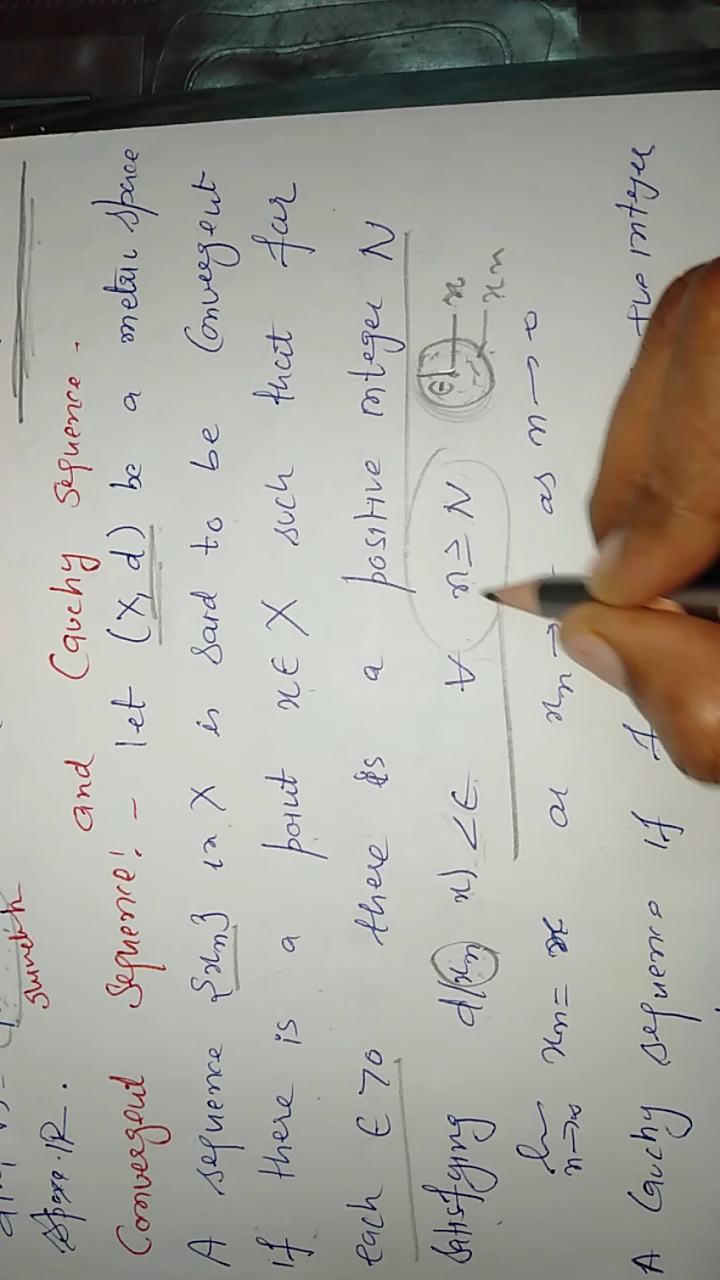 Space IR.
Convergent and Cauchy Sequence -
Sequence! - let (X, d) be a metric space
A sequence {xn} in X is said to be Convergent
if there is a point x ∈ X such that for
each ∈ > 0 there is a positive integer N
satisfying d(xn x) < ∈ ∀ n ≥ N
∈ x
xn
lim n→∞ xn = x or xn → as n → ∞
A Cauchy sequence if f +ve integer